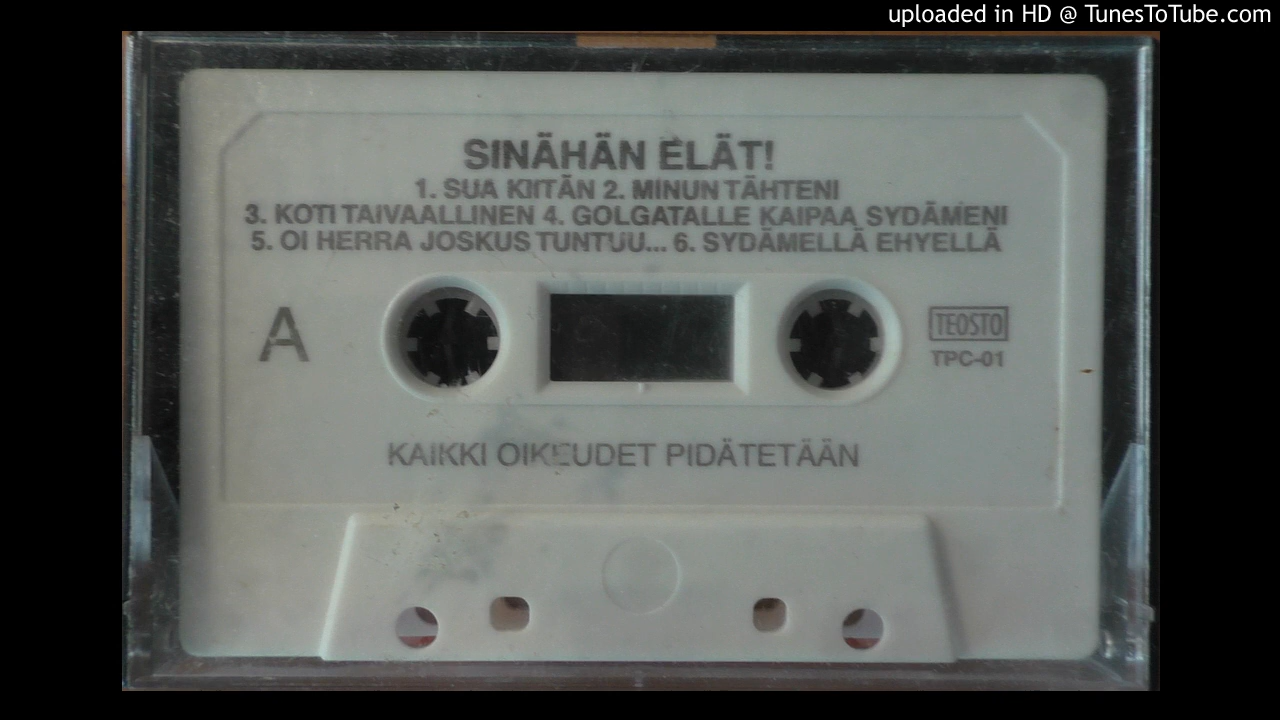 uploaded in HD @ TunesToTube.com
SINÄHÄN ELÄT!
1. SUA KIITÄN 2. MINUN TÄHTENI
3. KOTI TAIVAALLINEN 4. GOLGATALLE KAIPAA SYDÄMENI
5. OI HERRA JOSKUS TUNTUU... 6. SYDÄMELLÄ EHYELLÄ
A
TEOSTO
TPC-01
KAIKKI OIKEUDET PIDÄTETÄÄN